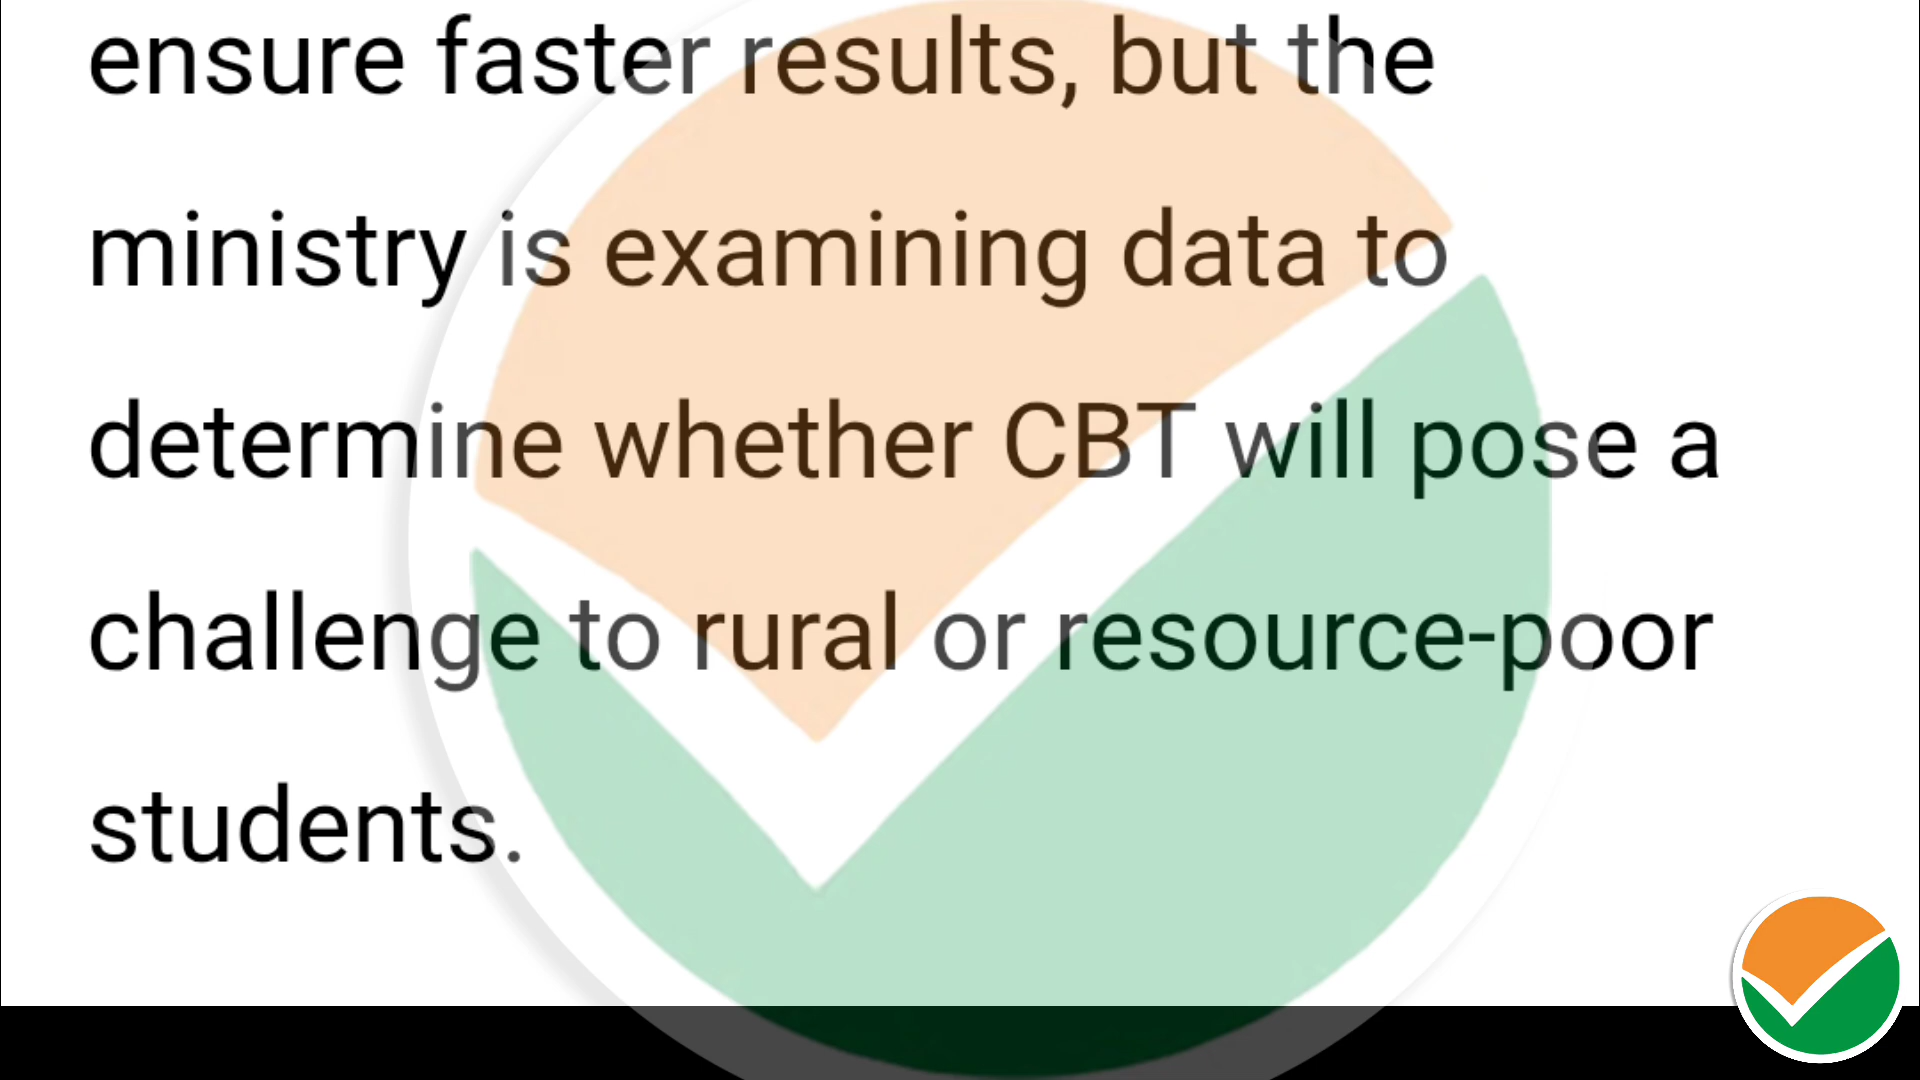 ensure faster results, but the
ministry is examining data to
determine whether CBT will pose a
challenge to rural or resource-poor
students.